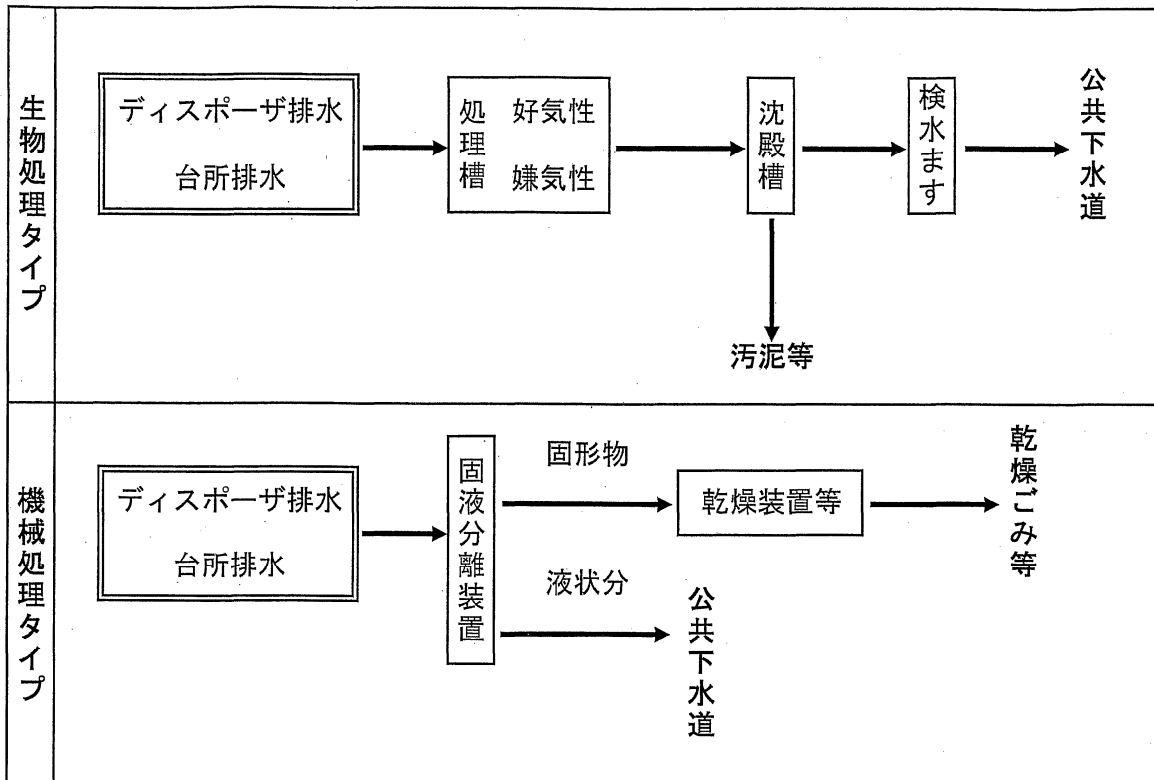 生物処理タイプ
ディスポーザ排水
台所排水
処理槽
好気性
嫌気性
沈殿槽
検水ます
公共下水道
汚泥等
機械処理タイプ
ディスポーザ排水
台所排水
固液分離装置
固形物
乾燥装置等
乾燥ごみ等
液状分
公共下水道